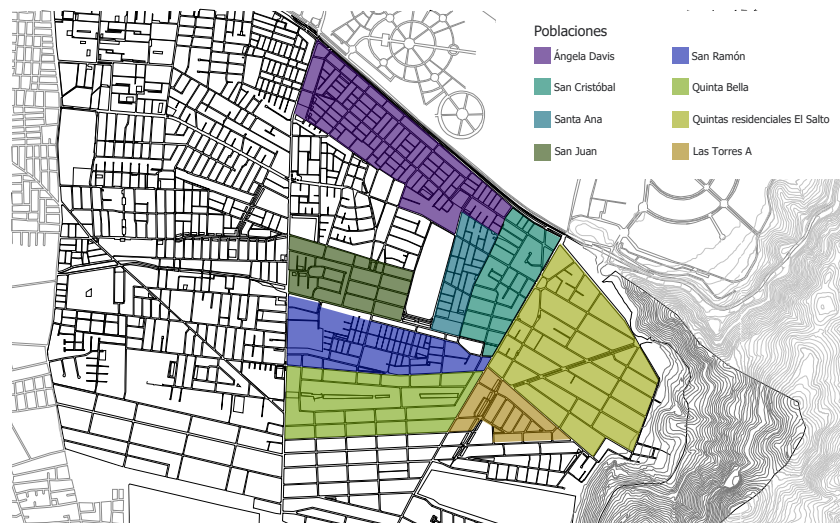 Poblaciones
Ángela Davis
San Cristóbal
Santa Ana
San Juan
San Ramón
Quinta Bella
Quintas residenciales El Salto
Las Torres A